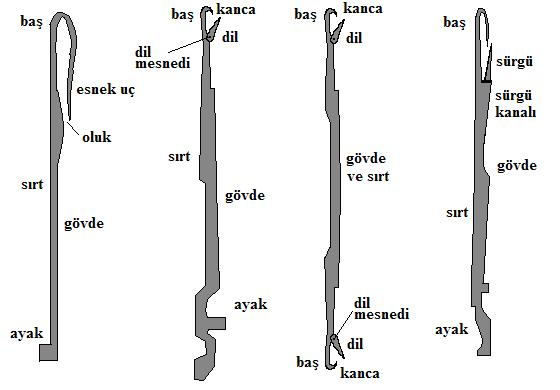 baş
esnek uç
oluk
sırt
gövde
ayak
baş
kanca
dil
mesnedi
dil
sırt
gövde
ayak
baş
kanca
dil
gövde
ve sırt
dil
mesnedi
dil
baş
kanca
baş
sürgü
sürgü
kanalı
gövde
sırt
ayak